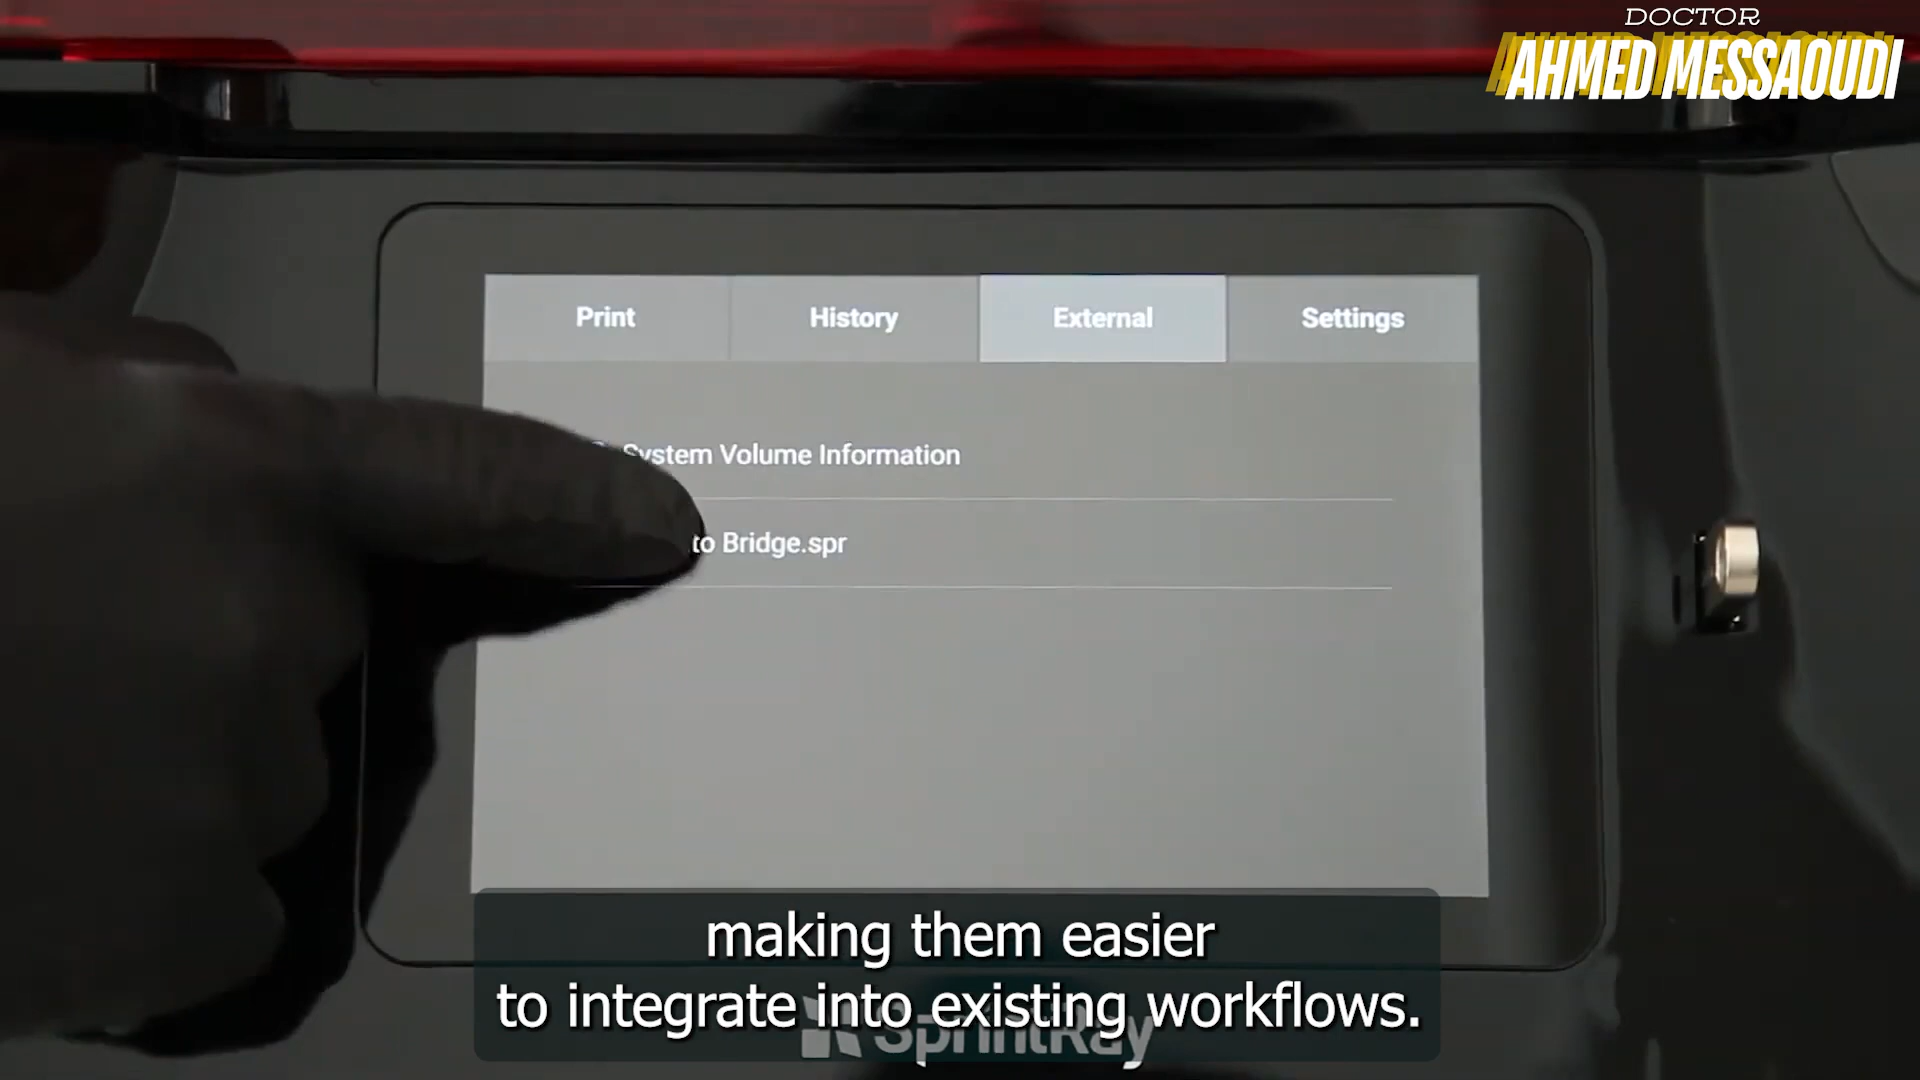 DOCTOR
AHMED MESSAOUDI
Print
History
External
Settings
System Volume Information
to Bridge.spr
making them easier
to integrate into existing workflows.
SprintRay